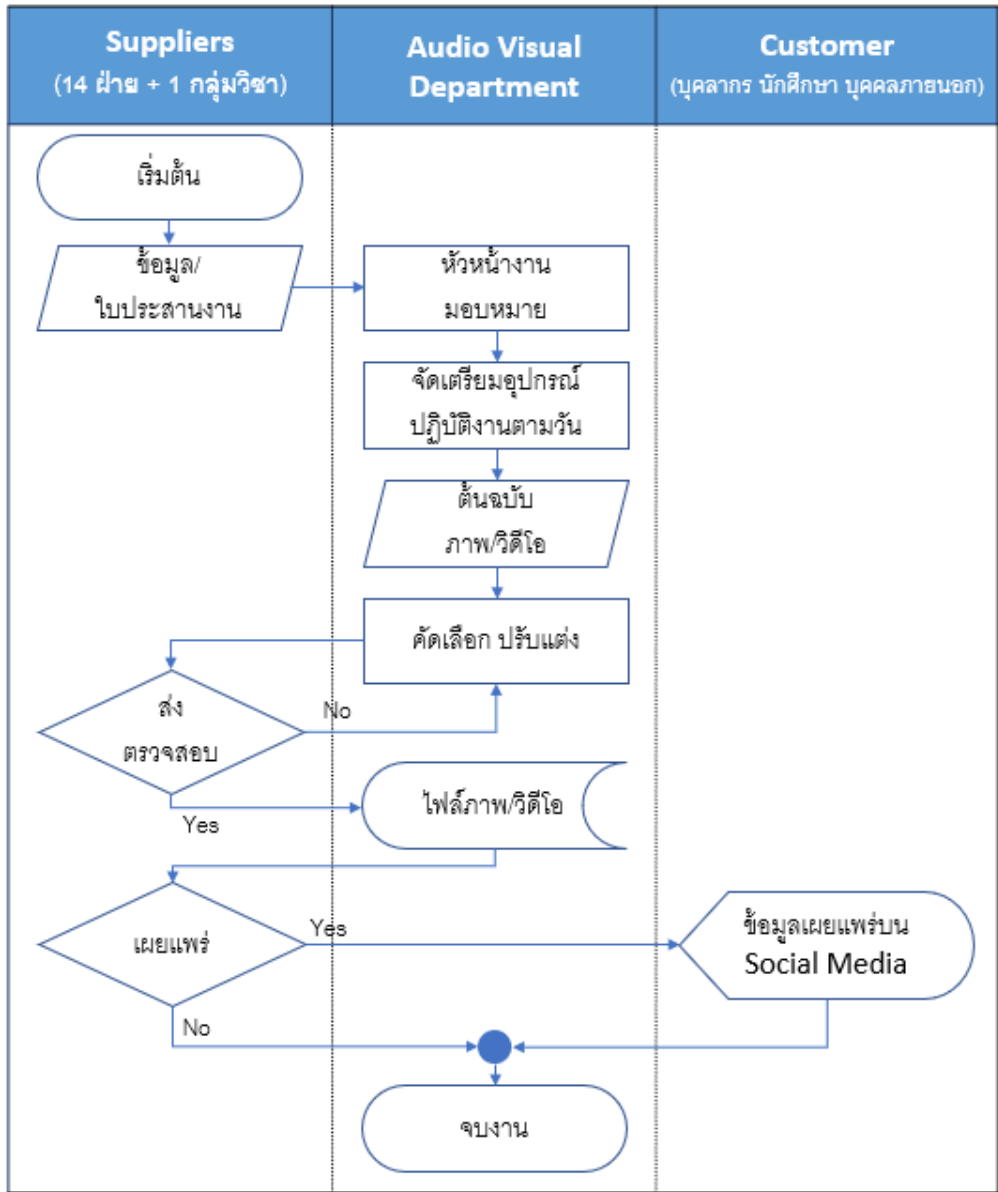 Suppliers
(14 ฝ่าย + 1 กลุ่มวิชา)
Audio Visual
Department
Customer
(บุคลากร นักศึกษา บุคคลภายนอก)
เริ่มต้น
ข้อมูล/
ใบประสานงาน
หัวหน้างาน
มอบหมาย
จัดเตรียมอุปกรณ์
ปฏิบัติงานตามวัน
ต้นฉบับ
ภาพ/วิดีโอ
คัดเลือก ปรับแต่ง
ส่ง
ตรวจสอบ
No
Yes
ไฟล์ภาพ/วิดีโอ
เผยแพร่
Yes
No
ข้อมูลเผยแพร่บน
Social Media
จบงาน